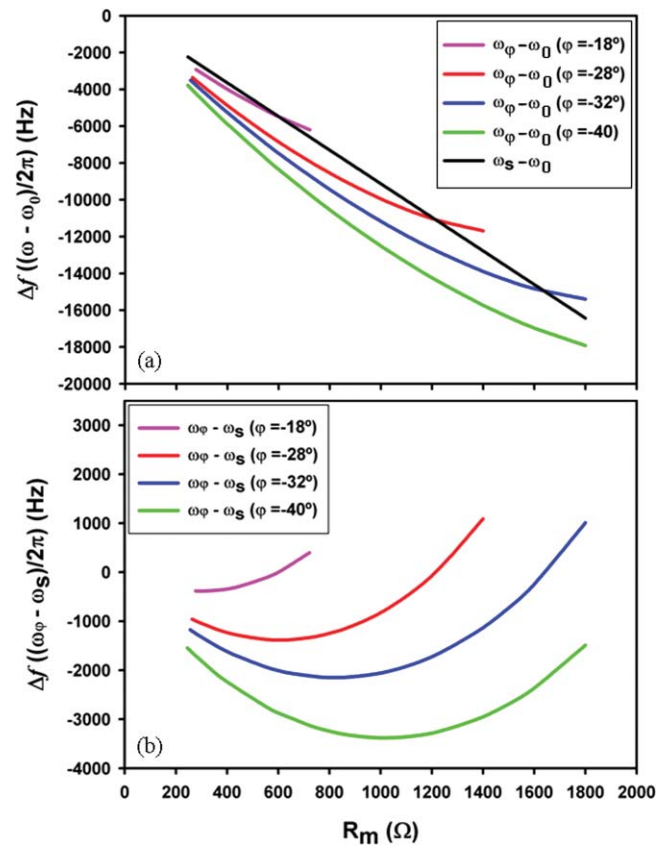 0
-2000
-4000
-6000
-8000
-10000
-12000
-14000
-16000
-18000
-20000
Δf ((ω - ω0)/2π) (Hz)
ωφ – ω0 (φ =-18º)
ωφ – ω0 (φ =-28º)
ωφ – ω0 (φ =-32º)
ωφ – ω0 (φ =-40)
ωs – ω0
(a)
3000
2000
1000
0
-1000
-2000
-3000
-4000
Δf ((ωφ - ωs)/2π) (Hz)
ωφ - ωs (φ =-18º)
ωφ - ωs (φ =-28º)
ωφ - ωs (φ =-32º)
ωφ - ωs (φ =-40º)
(b)
0 200 400 600 800 1000 1200 1400 1600 1800 2000
Rm (Ω)